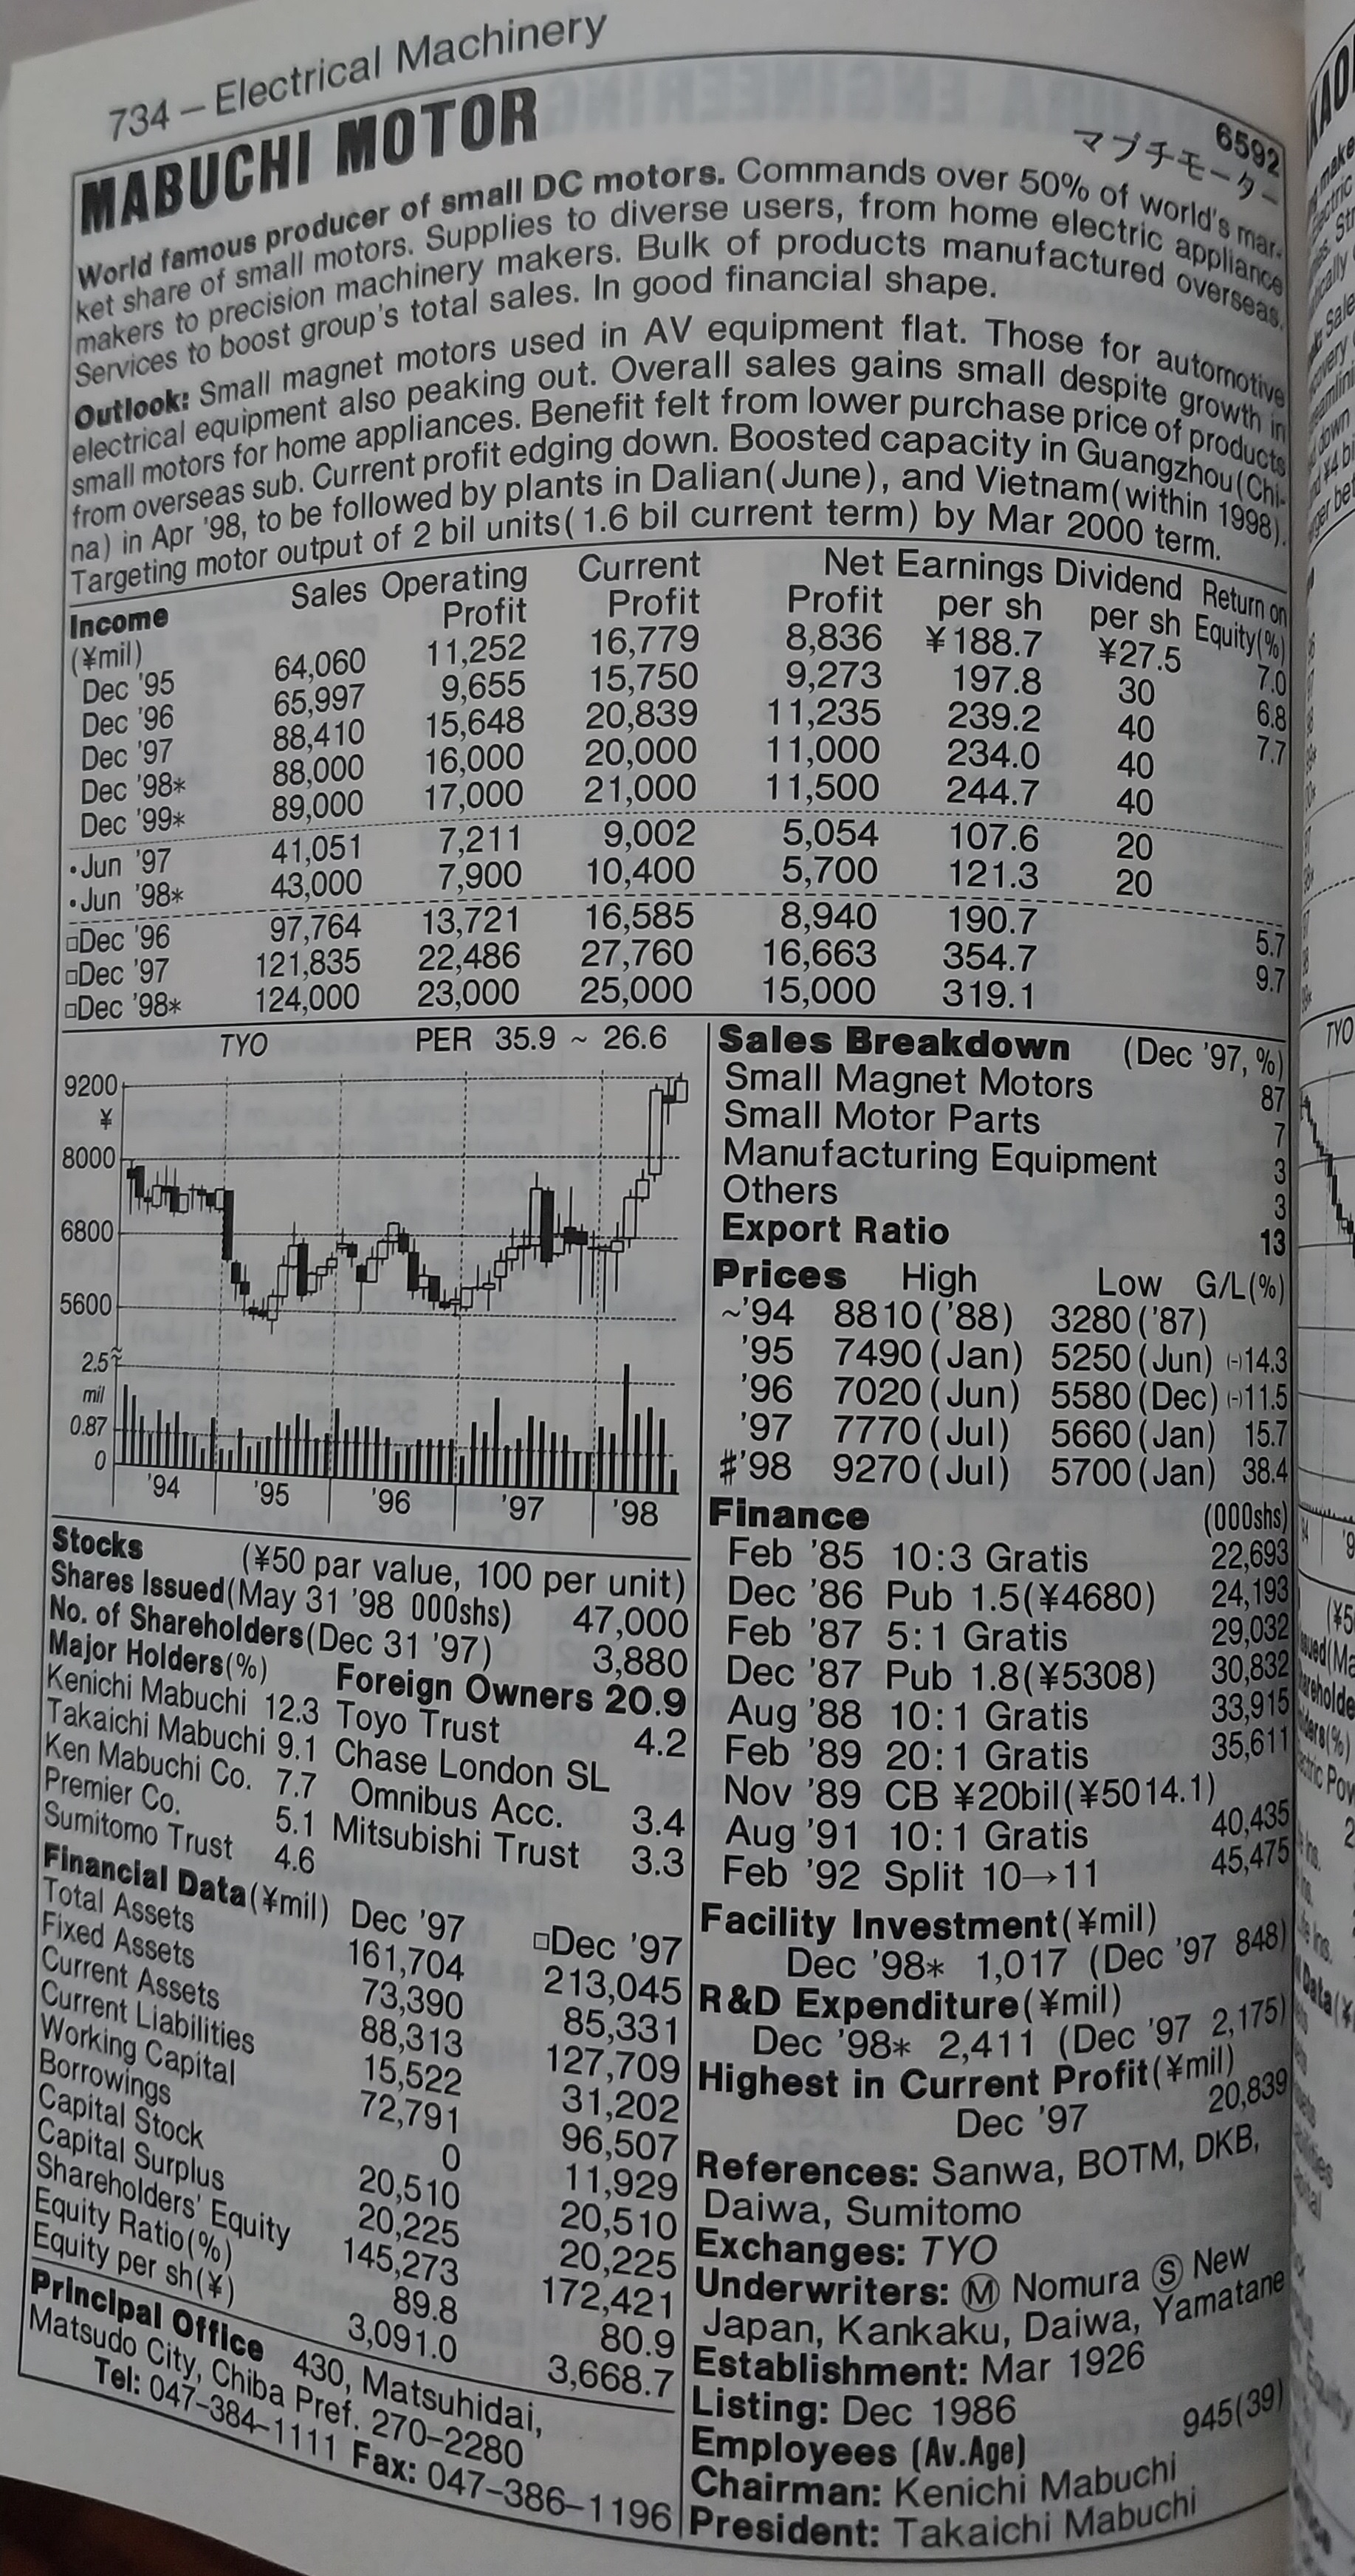 734 – Electrical Machinery
MABUCHI MOTOR
6592
マブチモーター
World famous producer of small DC motors. Commands over 50% of world's mar-
ket share of small motors. Supplies to diverse users, from home electric appliance
makers to precision machinery makers. Bulk of products manufactured overseas.
Services to boost group's total sales. In good financial shape.
Outlook: Small magnet motors used in AV equipment flat. Those for automotive
electrical equipment also peaking out. Overall sales gains small despite growth in
small motors for home appliances. Benefit felt from lower purchase price of products
from overseas sub. Current profit edging down. Boosted capacity in Guangzhou(Chi-
na) in Apr '98, to be followed by plants in Dalian(June), and Vietnam(within 1998).
Targeting motor output of 2 bil units(1.6 bil current term) by Mar 2000 term.
Income Sales Operating Current Net Earnings Dividend Return on
(¥mil) Profit Profit Profit per sh per sh Equity(%)
Dec '95 64,060 11,252 16,779 8,836 ¥188.7 ¥27.5 7.0
Dec '96 65,997 9,655 15,750 9,273 197.8 30 6.8
Dec '97 88,410 15,648 20,839 11,235 239.2 40 7.7
Dec '98* 88,000 16,000 20,000 11,000 234.0 40
Dec '99* 89,000 17,000 21,000 11,500 244.7 40
•Jun '97 41,051 7,211 9,002 5,054 107.6 20
•Jun '98* 43,000 7,900 10,400 5,700 121.3 20
□Dec '96 97,764 13,721 16,585 8,940 190.7 5.7
□Dec '97 121,835 22,486 27,760 16,663 354.7 9.7
□Dec '98* 124,000 23,000 25,000 15,000 319.1
TYO PER 35.9 ~ 26.6
9200
¥
8000
6800
5600
2.5
mil
0.87
0
'94 '95 '96 '97 '98
Stocks (¥50 par value, 100 per unit)
Shares Issued(May 31 '98 000shs) 47,000
No. of Shareholders(Dec 31 '97) 3,880
Major Holders(%) Foreign Owners 20.9
Kenichi Mabuchi 12.3 Toyo Trust 4.2
Takaichi Mabuchi 9.1 Chase London SL
Ken Mabuchi Co. 7.7 Omnibus Acc. 3.4
Premier Co. 5.1 Mitsubishi Trust 3.3
Sumitomo Trust 4.6
Financial Data(¥mil) Dec '97 □Dec '97
Total Assets 161,704 213,045
Fixed Assets 73,390 85,331
Current Assets 88,313 127,709
Current Liabilities 15,522 31,202
Working Capital 72,791 96,507
Borrowings 0 11,929
Capital Stock 20,510 20,510
Capital Surplus 20,225 20,225
Shareholders' Equity 145,273 172,421
Equity Ratio(%) 89.8 80.9
Equity per sh(¥) 3,091.0 3,668.7
Principal Office 430, Matsuhidai,
Matsudo City, Chiba Pref. 270–2280
Tel: 047–384–1111 Fax: 047–386–1196
Sales Breakdown (Dec '97, %)
Small Magnet Motors 87
Small Motor Parts 7
Manufacturing Equipment 3
Others 3
Export Ratio 13
Prices High Low G/L(%)
~'94 8810('88) 3280('87)
'95 7490(Jan) 5250(Jun) (-)14.3
'96 7020(Jun) 5580(Dec) (-)11.5
'97 7770(Jul) 5660(Jan) 15.7
#'98 9270(Jul) 5700(Jan) 38.4
Finance (000shs)
Feb '85 10:3 Gratis 22,693
Dec '86 Pub 1.5(¥4680) 24,193
Feb '87 5:1 Gratis 29,032
Dec '87 Pub 1.8(¥5308) 30,832
Aug '88 10:1 Gratis 33,915
Feb '89 20:1 Gratis 35,611
Nov '89 CB ¥20bil(¥5014.1)
Aug '91 10:1 Gratis 40,435
Feb '92 Split 10→11 45,475
Facility Investment(¥mil)
Dec '98* 1,017 (Dec '97 848)
R&D Expenditure(¥mil)
Dec '98* 2,411 (Dec '97 2,175)
Highest in Current Profit(¥mil)
Dec '97 20,839
References: Sanwa, BOTM, DKB,
Daiwa, Sumitomo
Exchanges: TYO
Underwriters: Ⓜ Nomura Ⓢ New
Japan, Kankaku, Daiwa, Yamatane
Establishment: Mar 1926
Listing: Dec 1986
Employees (Av.Age) 945(39)
Chairman: Kenichi Mabuchi
President: Takaichi Mabuchi
TYO